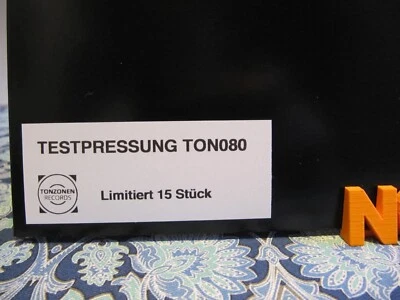 TESTPRESSUNG TON080
TONZONEN
RECORDS
Limitiert 15 Stück
N